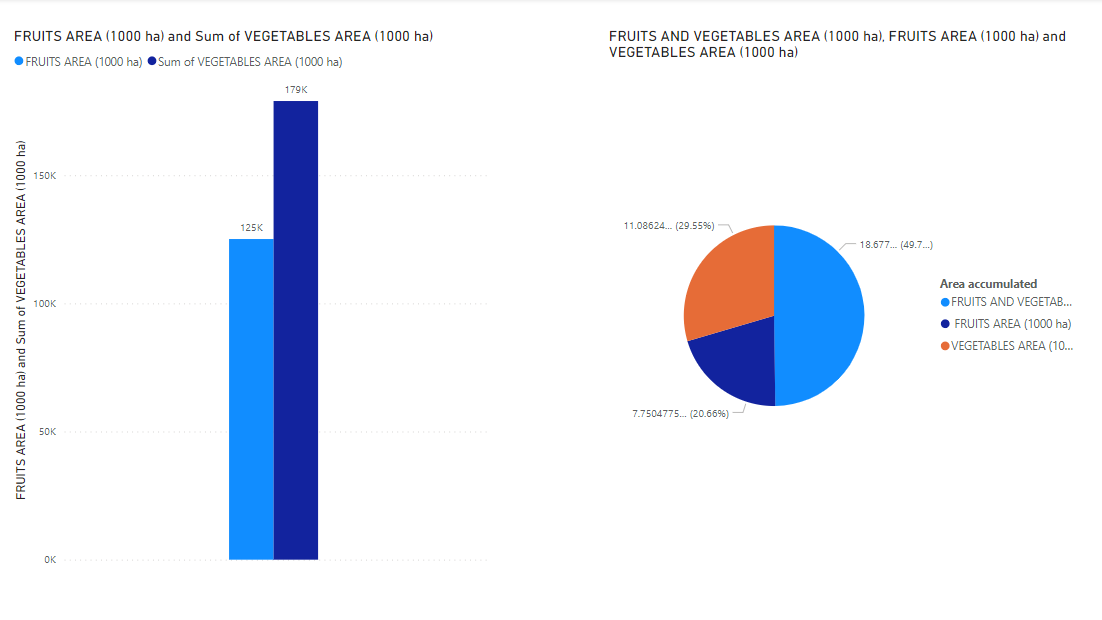 FRUITS AREA (1000 ha) and Sum of VEGETABLES AREA (1000 ha)
FRUITS AREA (1000 ha) Sum of VEGETABLES AREA (1000 ha)
FRUITS AREA (1000 ha) and Sum of VEGETABLES AREA (1000 ha)
179K
150K
125K
100K
50K
0K
FRUITS AND VEGETABLES AREA (1000 ha), FRUITS AREA (1000 ha) and
VEGETABLES AREA (1000 ha)
11.08624... (29.55%)
18.677... (49.7...)
7.7504775... (20.66%)
Area accumulated
FRUITS AND VEGETAB...
FRUITS AREA (1000 ha)
VEGETABLES AREA (10...